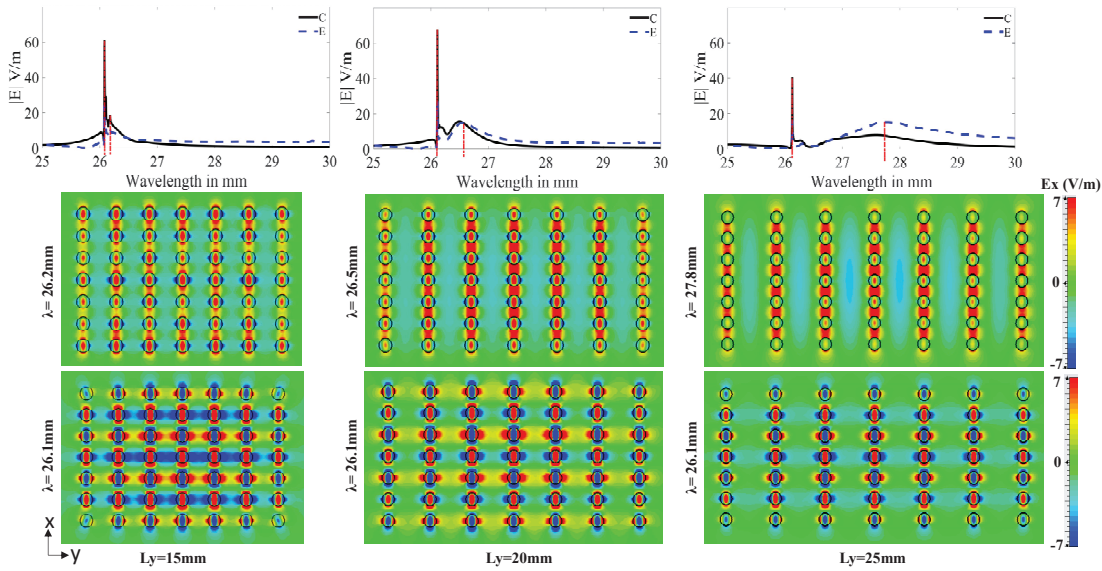 C
E
|E| V/m
60
40
20
0
25 26 27 28 29 30
Wavelength in mm
C
E
|E| V/m
60
40
20
0
25 26 27 28 29 30
Wavelength in mm
C
E
|E| V/m
60
40
20
0
25 26 27 28 29 30
Wavelength in mm
Ex (V/m)
λ= 26.2mm
λ= 26.5mm
λ= 27.8mm
7
0
-7
λ= 26.1mm
λ= 26.1mm
λ= 26.1mm
7
0
-7
x
y
Ly=15mm
Ly=20mm
Ly=25mm